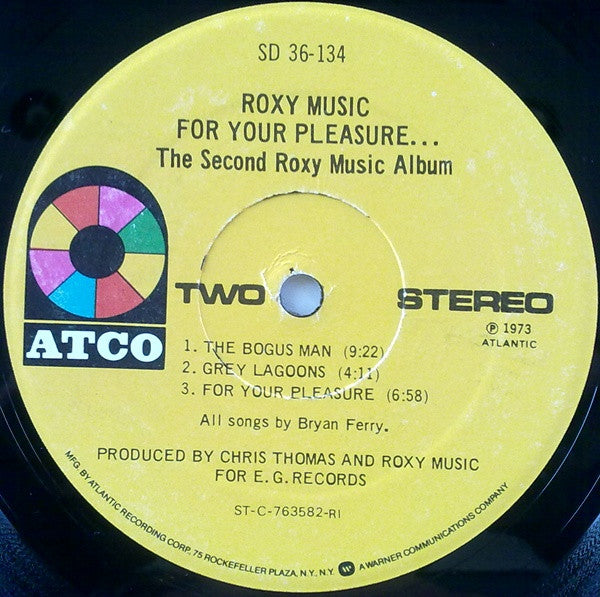 SD 36-134
ROXY MUSIC
FOR YOUR PLEASURE...
The Second Roxy Music Album
ATCO
TWO
STEREO
℗ 1973
ATLANTIC
1. THE BOGUS MAN (9:22)
2. GREY LAGOONS (4:11)
3. FOR YOUR PLEASURE (6:58)
All songs by Bryan Ferry.
PRODUCED BY CHRIS THOMAS AND ROXY MUSIC
FOR E.G. RECORDS
ST-C-763582-RI
MFG. BY ATLANTIC RECORDING CORP. 75 ROCKEFELLER PLAZA, N.Y. N.Y. A WARNER COMMUNICATIONS COMPANY